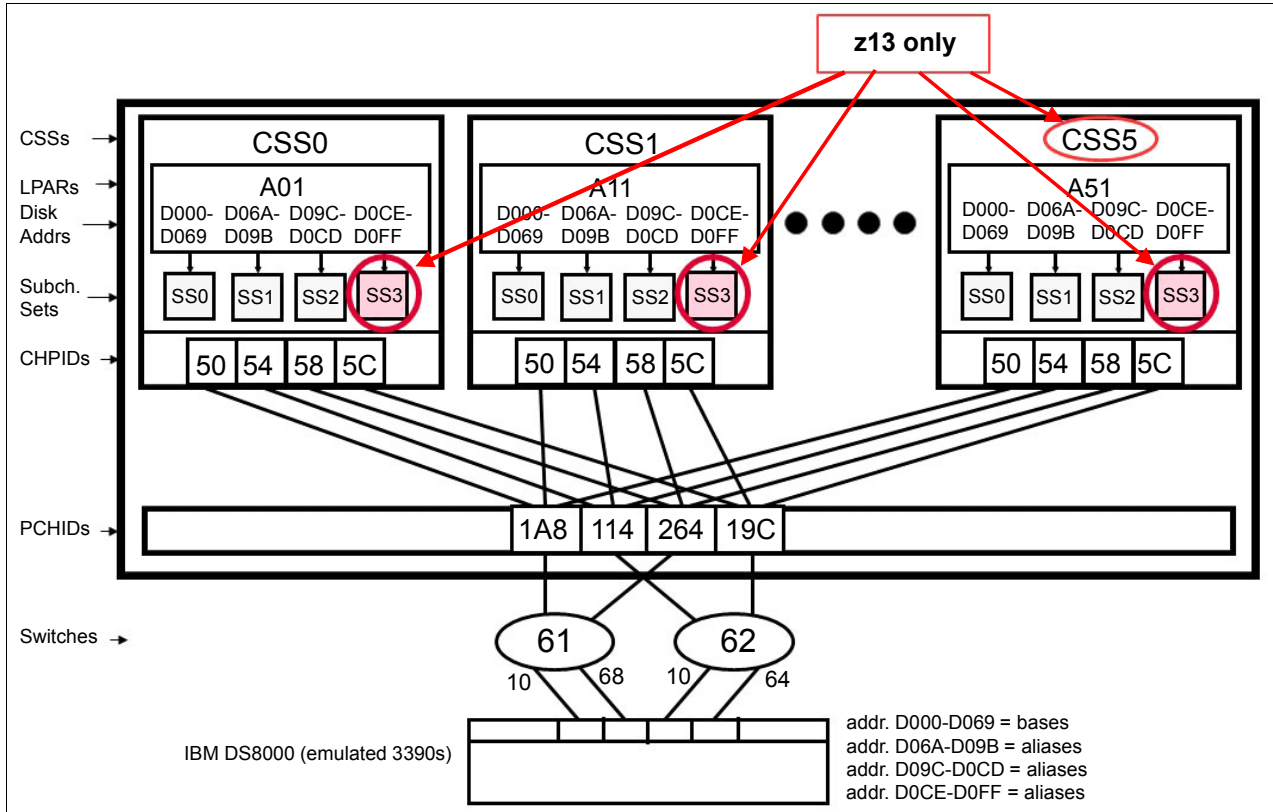 z13 only
CSSs
CSS0
CSS1
CSS5
LPARs
A01
A11
A51
Disk
Addrs
D000- D06A- D09C- D0CE-
D069 D09B D0CD D0FF
D000- D06A- D09C- D0CE-
D069 D09B D0CD D0FF
D000- D06A- D09C- D0CE-
D069 D09B D0CD D0FF
Subch.
Sets
SS0 SS1 SS2 SS3
SS0 SS1 SS2 SS3
SS0 SS1 SS2 SS3
CHPIDs
50 54 58 5C
50 54 58 5C
50 54 58 5C
PCHIDs
1A8 114 264 19C
Switches
61 62
10 68 10 64
IBM DS8000 (emulated 3390s)
addr. D000-D069 = bases
addr. D06A-D09B = aliases
addr. D09C-D0CD = aliases
addr. D0CE-D0FF = aliases